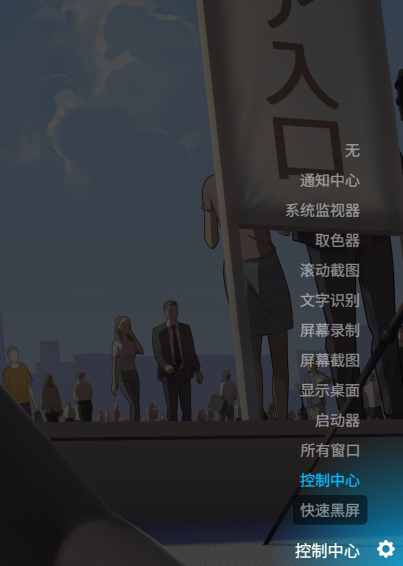 入口
无
通知中心
系统监视器
取色器
滚动截图
文字识别
屏幕录制
屏幕截图
显示桌面
启动器
所有窗口
控制中心
快速黑屏
控制中心